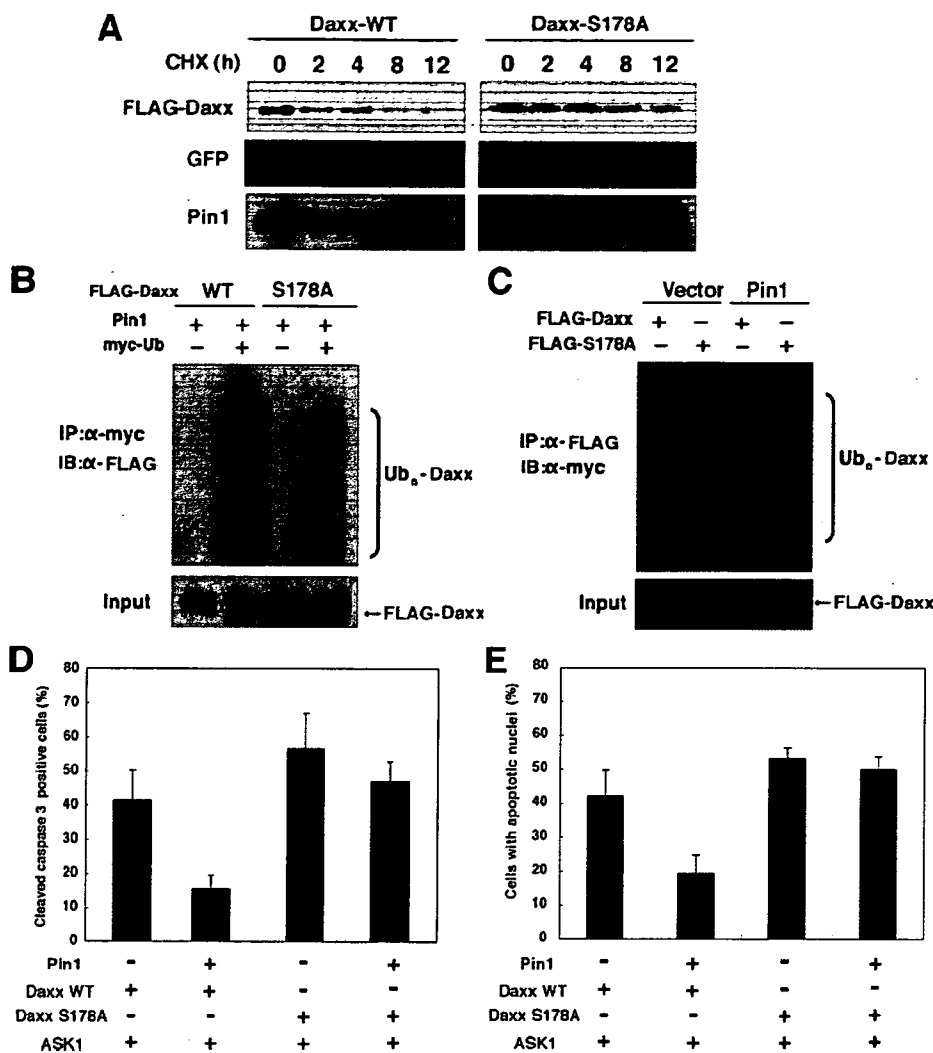 A
Daxx-WT Daxx-S178A
CHX (h) 0 2 4 8 12 0 2 4 8 12
FLAG-Daxx
GFP
Pin1
B
FLAG-Daxx WT S178A
Pin1 + + + +
myc-Ub - + - +
IP:α-myc
IB:α-FLAG
Ubn-Daxx
Input
←FLAG-Daxx
C
Vector Pin1
FLAG-Daxx + - + -
FLAG-S178A - + - +
IP:α-FLAG
IB:α-myc
Ubn-Daxx
Input
←FLAG-Daxx
D
Cleaved caspase 3 positive cells (%)
80
70
60
50
40
30
20
10
0
Pin1 - + - +
Daxx WT + + - -
Daxx S178A - - + +
ASK1 + + + +
E
Cells with apoptotic nuclei (%)
80
70
60
50
40
30
20
10
0
Pin1 - + - +
Daxx WT + + - -
Daxx S178A - - + +
ASK1 + + + +